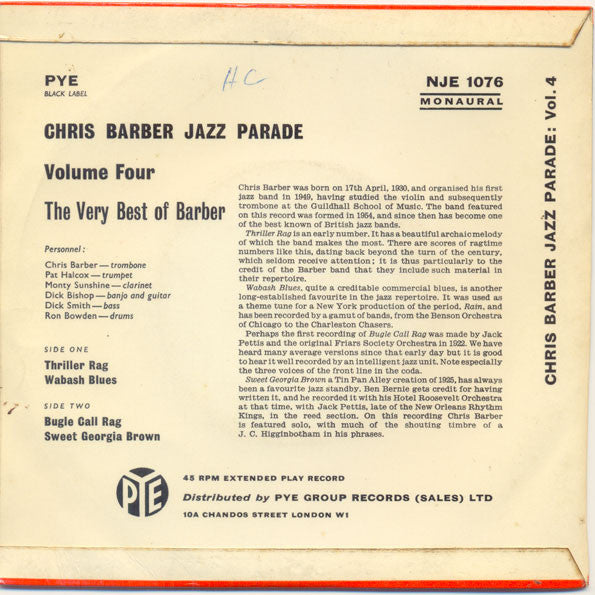 PYE
BLACK LABEL
HC
NJE 1076
MONAURAL
CHRIS BARBER JAZZ PARADE
Volume Four
The Very Best of Barber
Personnel:
Chris Barber — trombone
Pat Halcox — trumpet
Monty Sunshine — clarinet
Dick Bishop — banjo and guitar
Dick Smith — bass
Ron Bowden — drums
SIDE ONE
Thriller Rag
Wabash Blues
SIDE TWO
Bugle Call Rag
Sweet Georgia Brown
Chris Barber was born on 17th April, 1930, and organised his first
jazz band in 1949, having studied the violin and subsequently
trombone at the Guildhall School of Music. The band featured
on this record was formed in 1954, and since then has become one
of the best known of British jazz bands.
Thriller Rag is an early number. It has a beautiful archaic melody
of which the band makes the most. There are scores of ragtime
numbers like this, dating back beyond the turn of the century,
which seldom receive attention; it is thus particularly to the
credit of the Barber band that they include such material in
their repertoire.
Wabash Blues, quite a creditable commercial blues, is another
long-established favourite in the jazz repertoire. It was used as
a theme tune for a New York production of the period, Rain, and
has been recorded by a gamut of bands, from the Benson Orchestra
of Chicago to the Charleston Chasers.
Perhaps the first recording of Bugle Call Rag was made by Jack
Pettis and the original Friars Society Orchestra in 1922. We have
heard many average versions since that early day but it is good
to hear it well recorded by an intelligent jazz unit. Note especially
the three voices of the front line in the coda.
Sweet Georgia Brown a Tin Pan Alley creation of 1925, has always
been a favourite jazz standby. Ben Bernie gets credit for having
written it, and he recorded it with his Hotel Roosevelt Orchestra
at that time, with Jack Pettis, late of the New Orleans Rhythm
Kings, in the reed section. On this recording Chris Barber
is featured solo, with much of the shouting timbre of a
J. C. Higginbotham in his phrases.
PYE
45 RPM EXTENDED PLAY RECORD
Distributed by PYE GROUP RECORDS (SALES) LTD
10A CHANDOS STREET LONDON W1
CHRIS BARBER JAZZ PARADE: Vol. 4